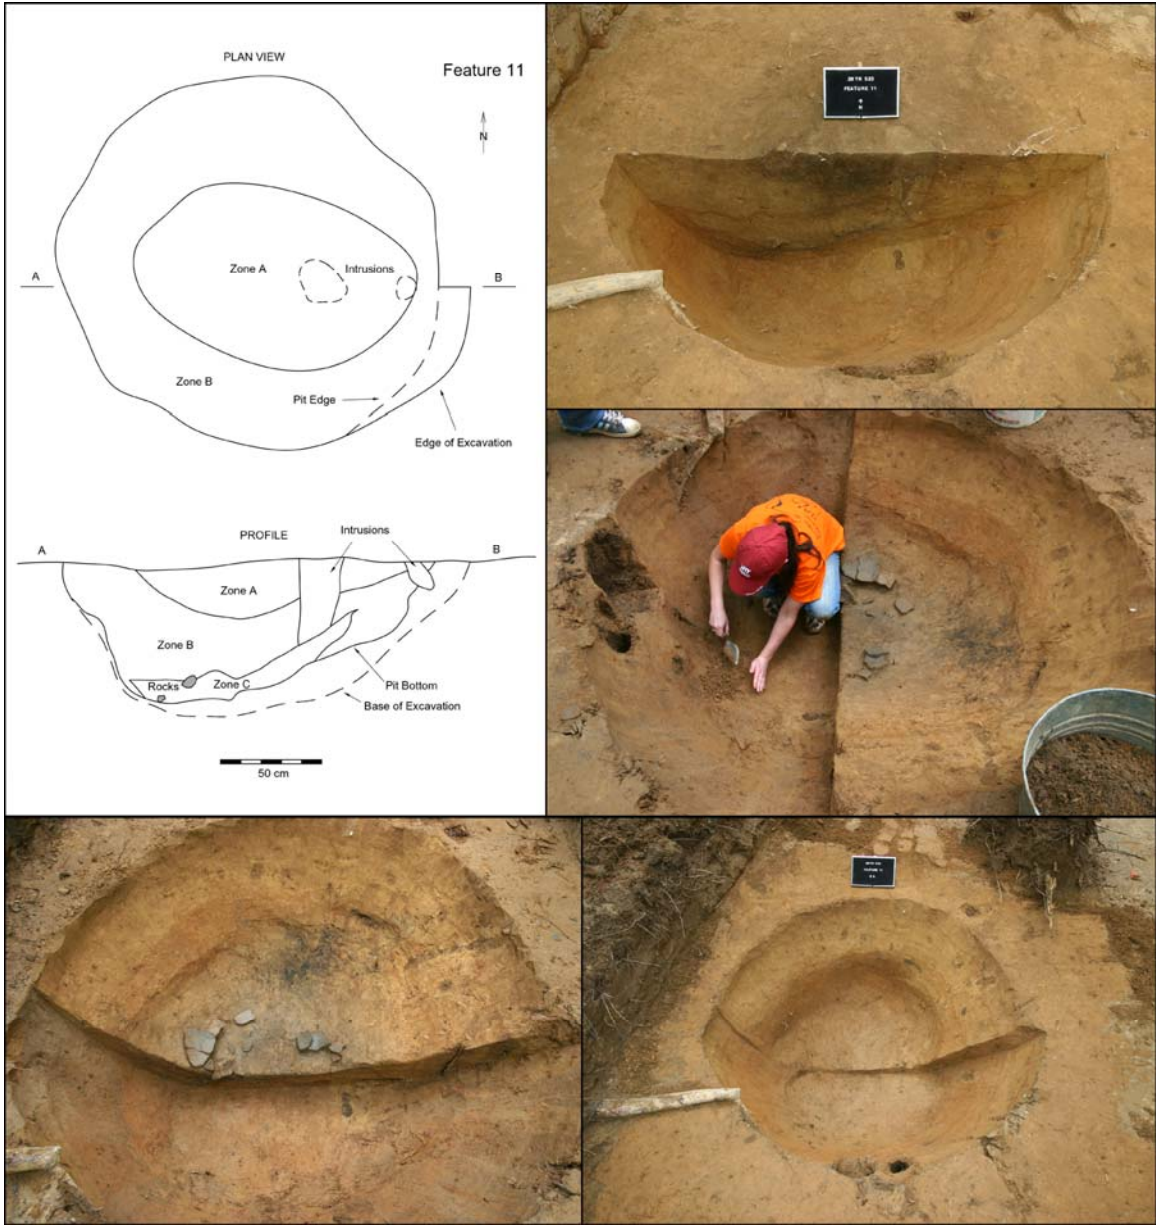 PLAN VIEW
Feature 11
N
Zone A
Intrusions
A
B
Zone B
Pit Edge
Edge of Excavation
PROFILE
Intrusions
A
B
Zone A
Zone B
Rocks
Zone C
Pit Bottom
Base of Excavation
50 cm
FEATURE 11